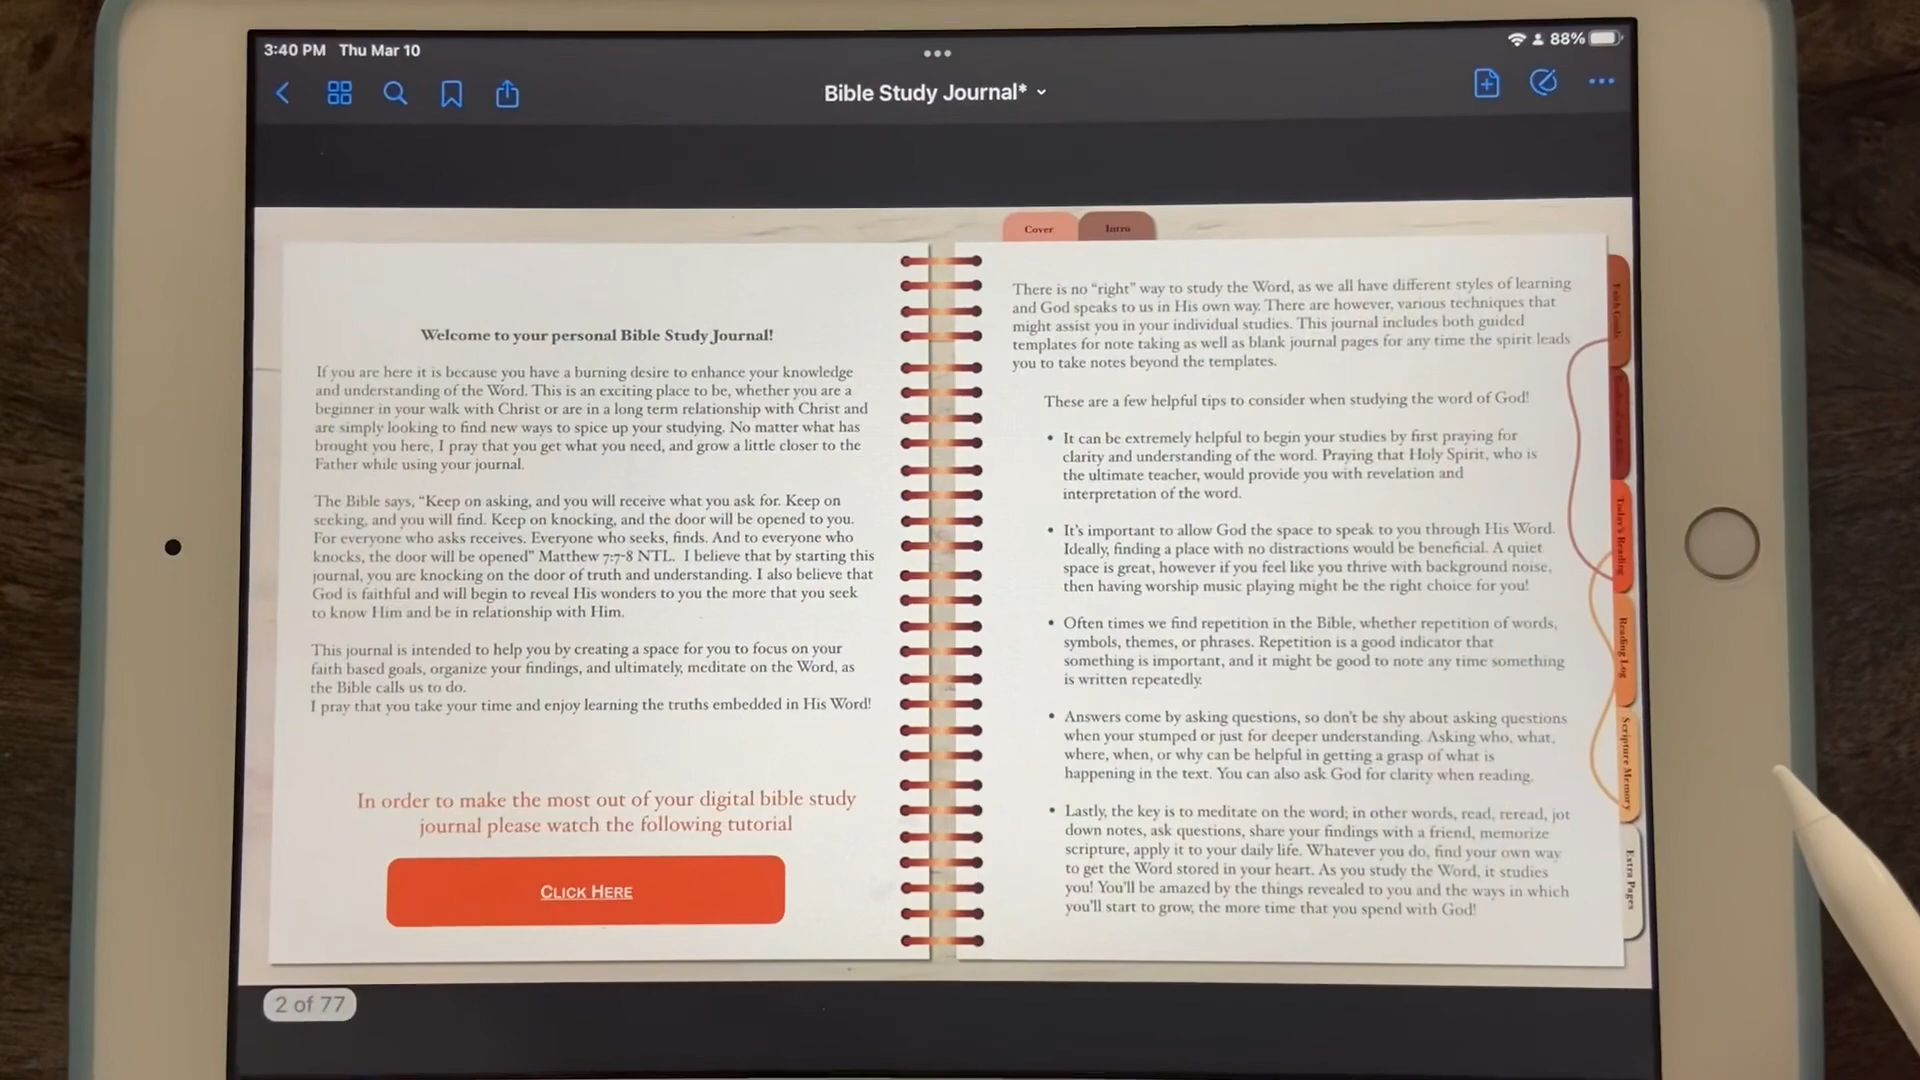 3:40 PM Thu Mar 10
88%
Bible Study Journal*
Cover
Intro
Welcome to your personal Bible Study Journal!
If you are here it is because you have a burning desire to enhance your knowledge
and understanding of the Word. This is an exciting place to be, whether you are a
beginner in your walk with Christ or are in a long term relationship with Christ and
are simply looking to find new ways to spice up your studying. No matter what has
brought you here, I pray that you get what you need, and grow a little closer to the
Father while using your journal.
The Bible says, “Keep on asking, and you will receive what you ask for. Keep on
seeking, and you will find. Keep on knocking, and the door will be opened to you.
For everyone who asks receives. Everyone who seeks, finds. And to everyone who
knocks, the door will be opened” Matthew 7:7-8 NTL. I believe that by starting this
journal, you are knocking on the door of truth and understanding. I also believe that
God is faithful and will begin to reveal His wonders to you the more that you seek
to know Him and be in relationship with Him.
This journal is intended to help you by creating a space for you to focus on your
faith based goals, organize your findings, and ultimately, meditate on the Word, as
the Bible calls us to do.
I pray that you take your time and enjoy learning the truths embedded in His Word!
In order to make the most out of your digital bible study
journal please watch the following tutorial
CLICK HERE
There is no “right” way to study the Word, as we all have different styles of learning
and God speaks to us in His own way. There are however, various techniques that
might assist you in your individual studies. This journal includes both guided
templates for note taking as well as blank journal pages for any time the spirit leads
you to take notes beyond the templates.
These are a few helpful tips to consider when studying the word of God!
• It can be extremely helpful to begin your studies by first praying for
clarity and understanding of the word. Praying that Holy Spirit, who is
the ultimate teacher, would provide you with revelation and
interpretation of the word.
• It's important to allow God the space to speak to you through His Word.
Ideally, finding a place with no distractions would be beneficial. A quiet
space is great, however if you feel like you thrive with background noise,
then having worship music playing might be the right choice for you!
• Often times we find repetition in the Bible, whether repetition of words,
symbols, themes, or phrases. Repetition is a good indicator that
something is important, and it might be good to note any time something
is written repeatedly.
• Answers come by asking questions, so don't be shy about asking questions
when your stumped or just for deeper understanding. Asking who, what,
where, when, or why can be helpful in getting a grasp of what is
happening in the text. You can also ask God for clarity when reading.
• Lastly, the key is to meditate on the word; in other words, read, reread, jot
down notes, ask questions, share your findings with a friend, memorize
scripture, apply it to your daily life. Whatever you do, find your own way
to get the Word stored in your heart. As you study the Word, it studies
you! You'll be amazed by the things revealed to you and the ways in which
you'll start to grow, the more time that you spend with God!
Faith Goals
Today's Reading
Reading Log
Scripture Memory
Extra Pages
2 of 77